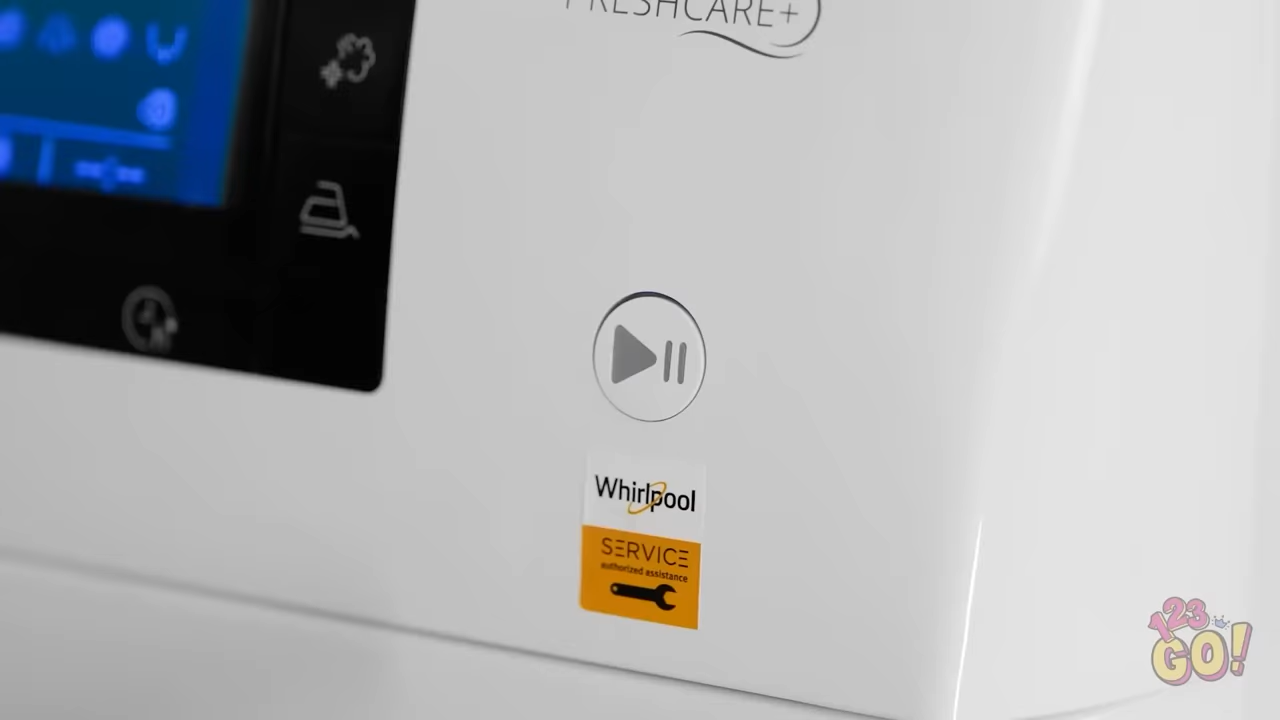 FRESHCARE+
Whirlpool
SERVICE
authorized assistance
123
GO!